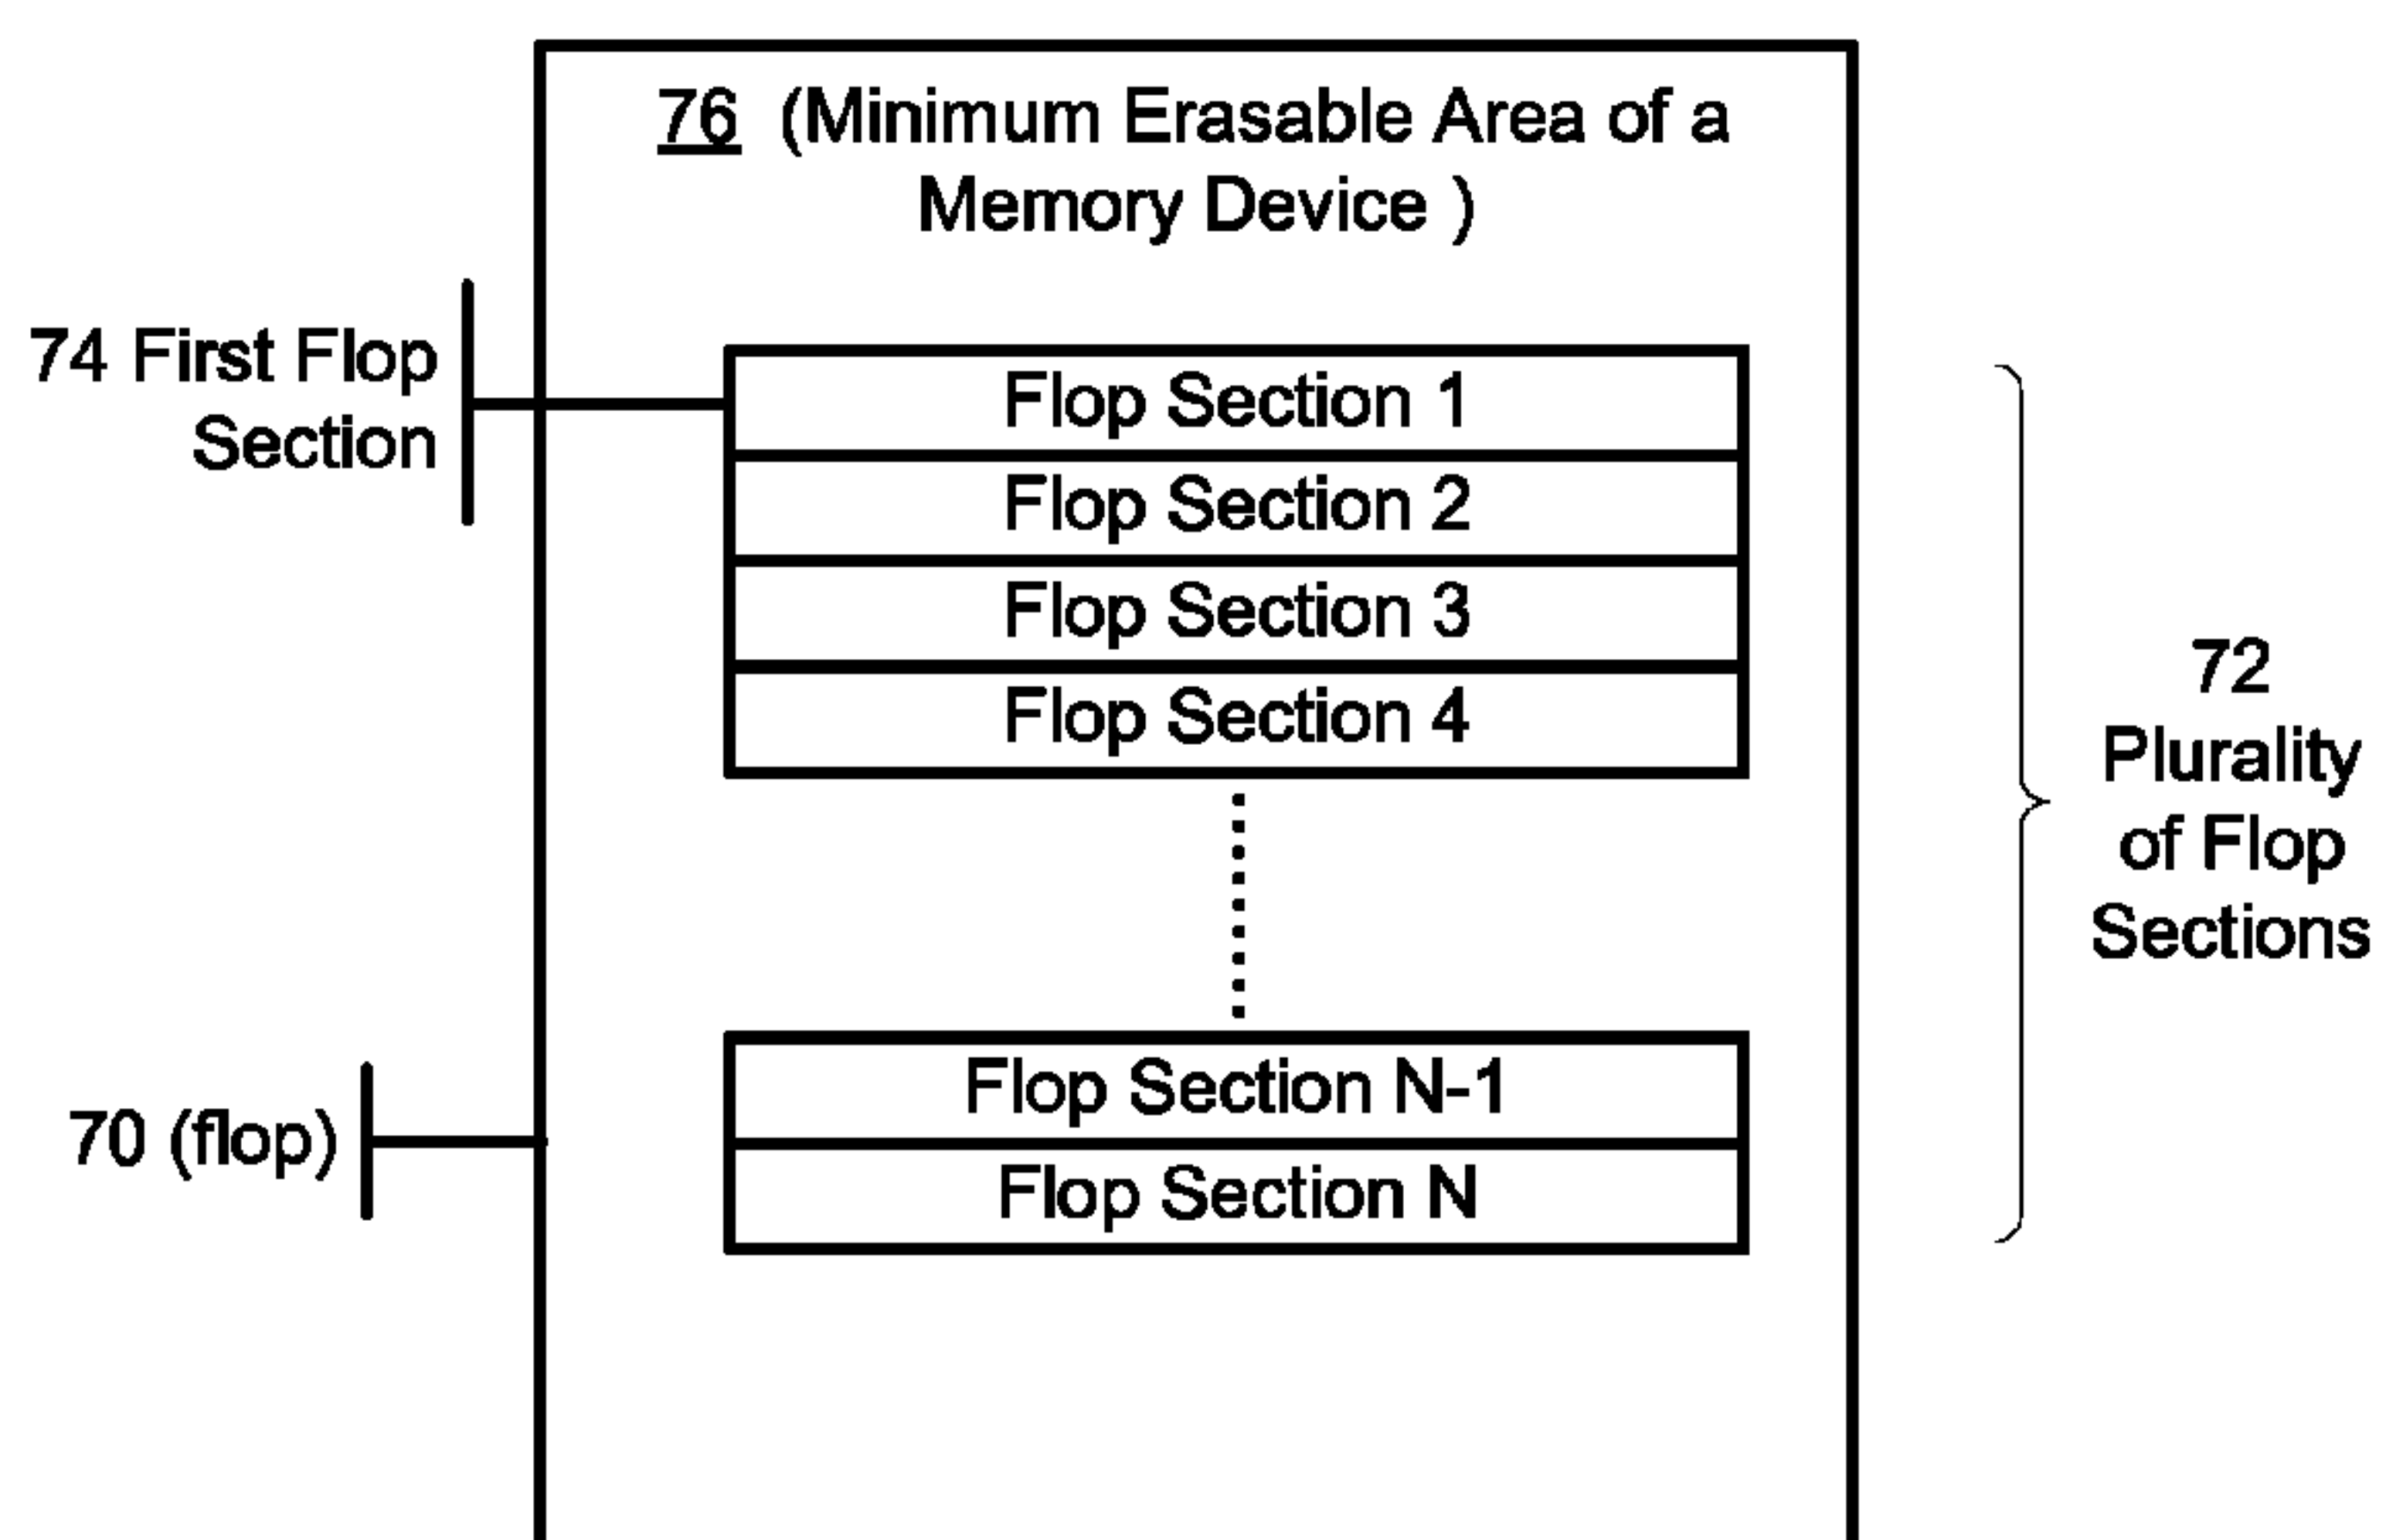 76 (Minimum Erasable Area of a
Memory Device )
74 First Flop
Section
Flop Section 1
Flop Section 2
Flop Section 3
Flop Section 4
72
Plurality
of Flop
Sections
70 (flop)
Flop Section N-1
Flop Section N